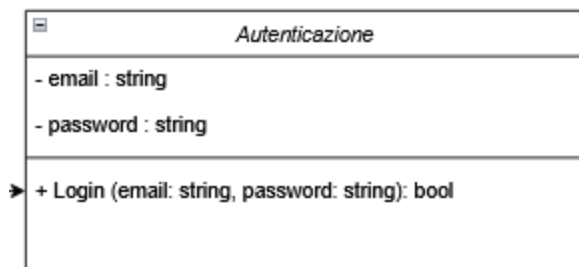 Autenticazione
- email : string
- password : string
+ Login (email: string, password: string): bool